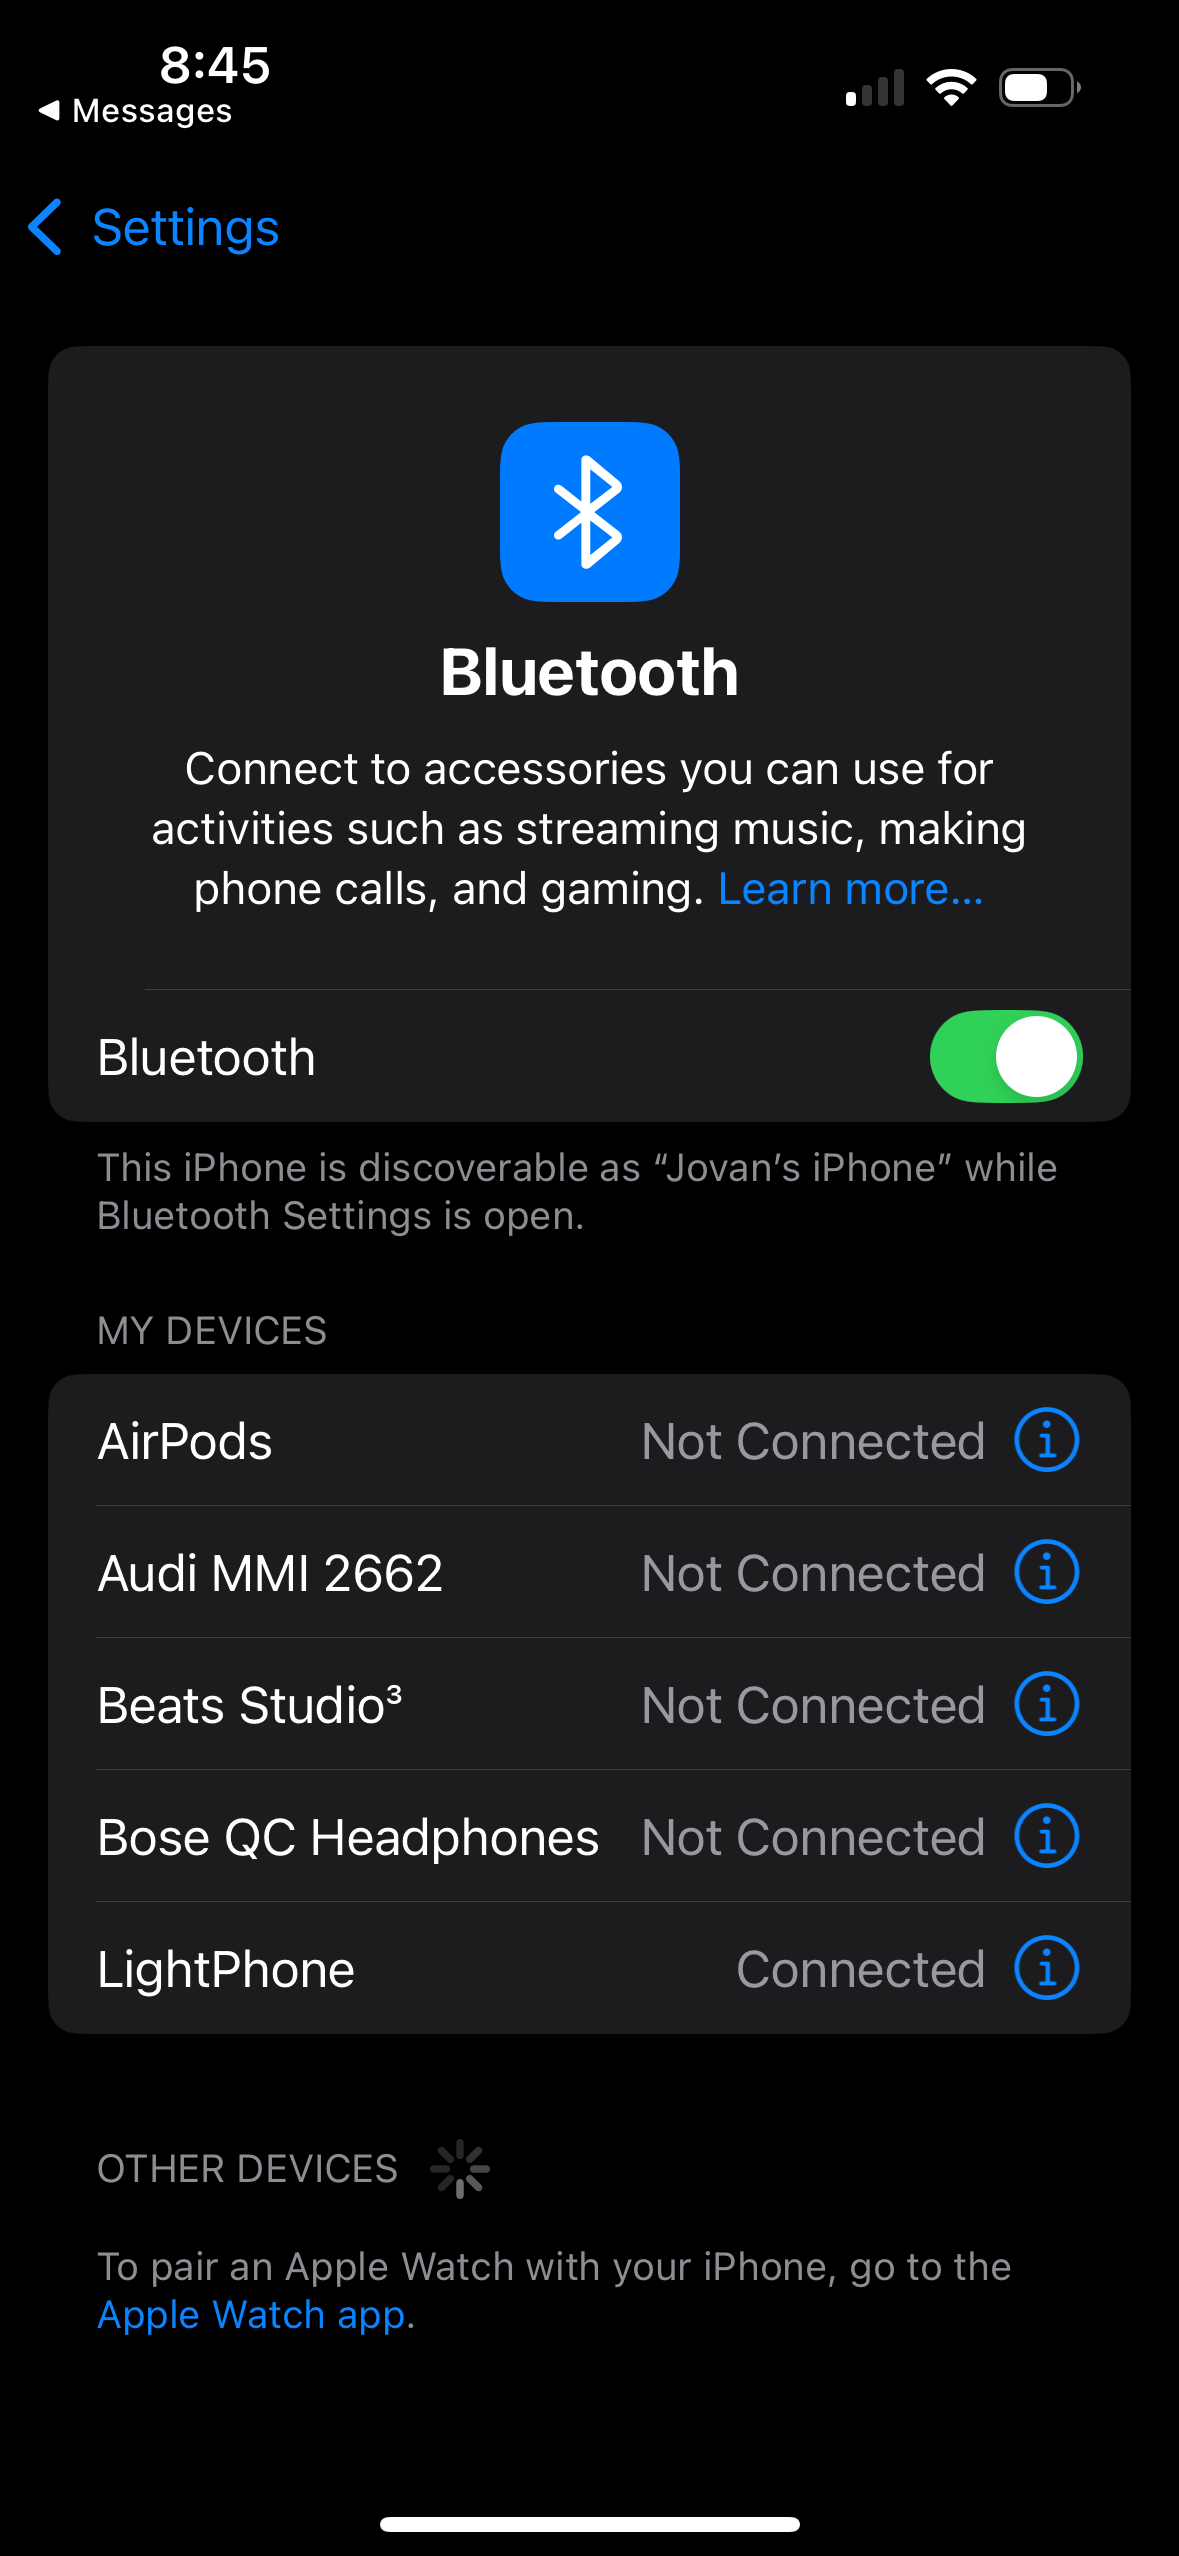 8:45
◀ Messages
Settings
Bluetooth
Connect to accessories you can use for
activities such as streaming music, making
phone calls, and gaming. Learn more...
Bluetooth
This iPhone is discoverable as “Jovan’s iPhone” while
Bluetooth Settings is open.
MY DEVICES
AirPods Not Connected
Audi MMI 2662 Not Connected
Beats Studio³ Not Connected
Bose QC Headphones Not Connected
LightPhone Connected
OTHER DEVICES
To pair an Apple Watch with your iPhone, go to the
Apple Watch app.